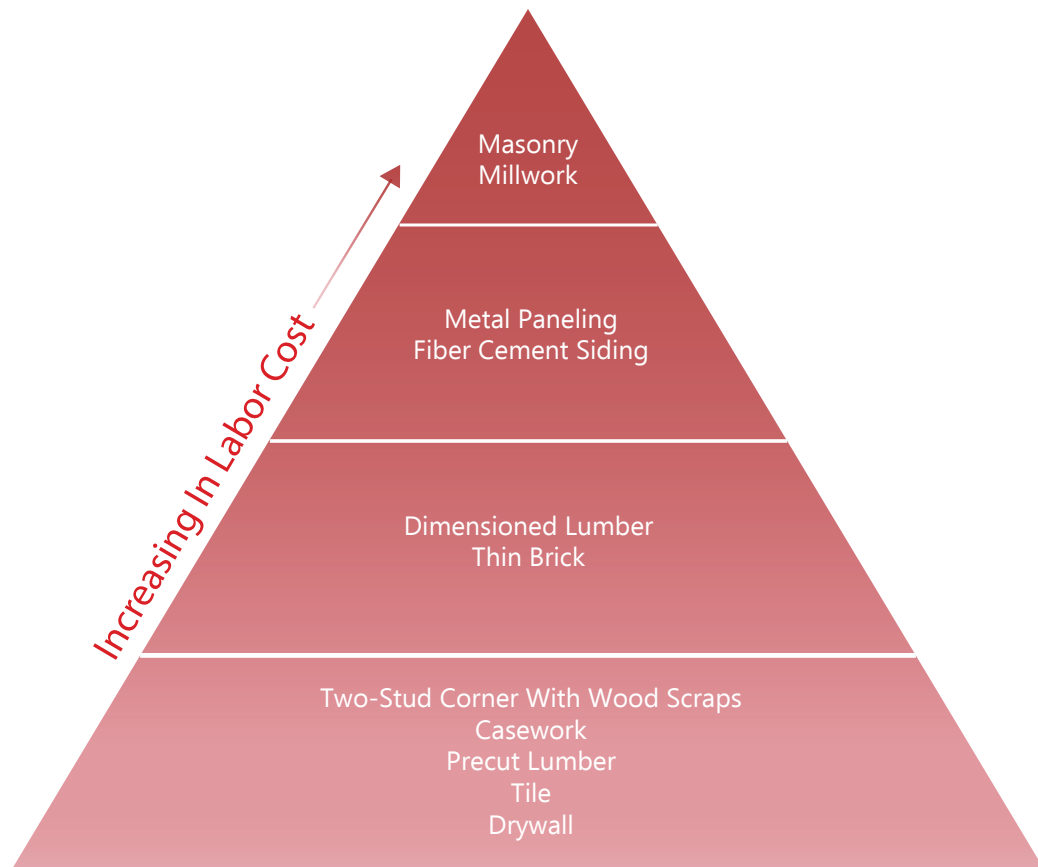 Masonry
Millwork
Metal Paneling
Fiber Cement Siding
Increasing In Labor Cost
Dimensioned Lumber
Thin Brick
Two-Stud Corner With Wood Scraps
Casework
Precut Lumber
Tile
Drywall